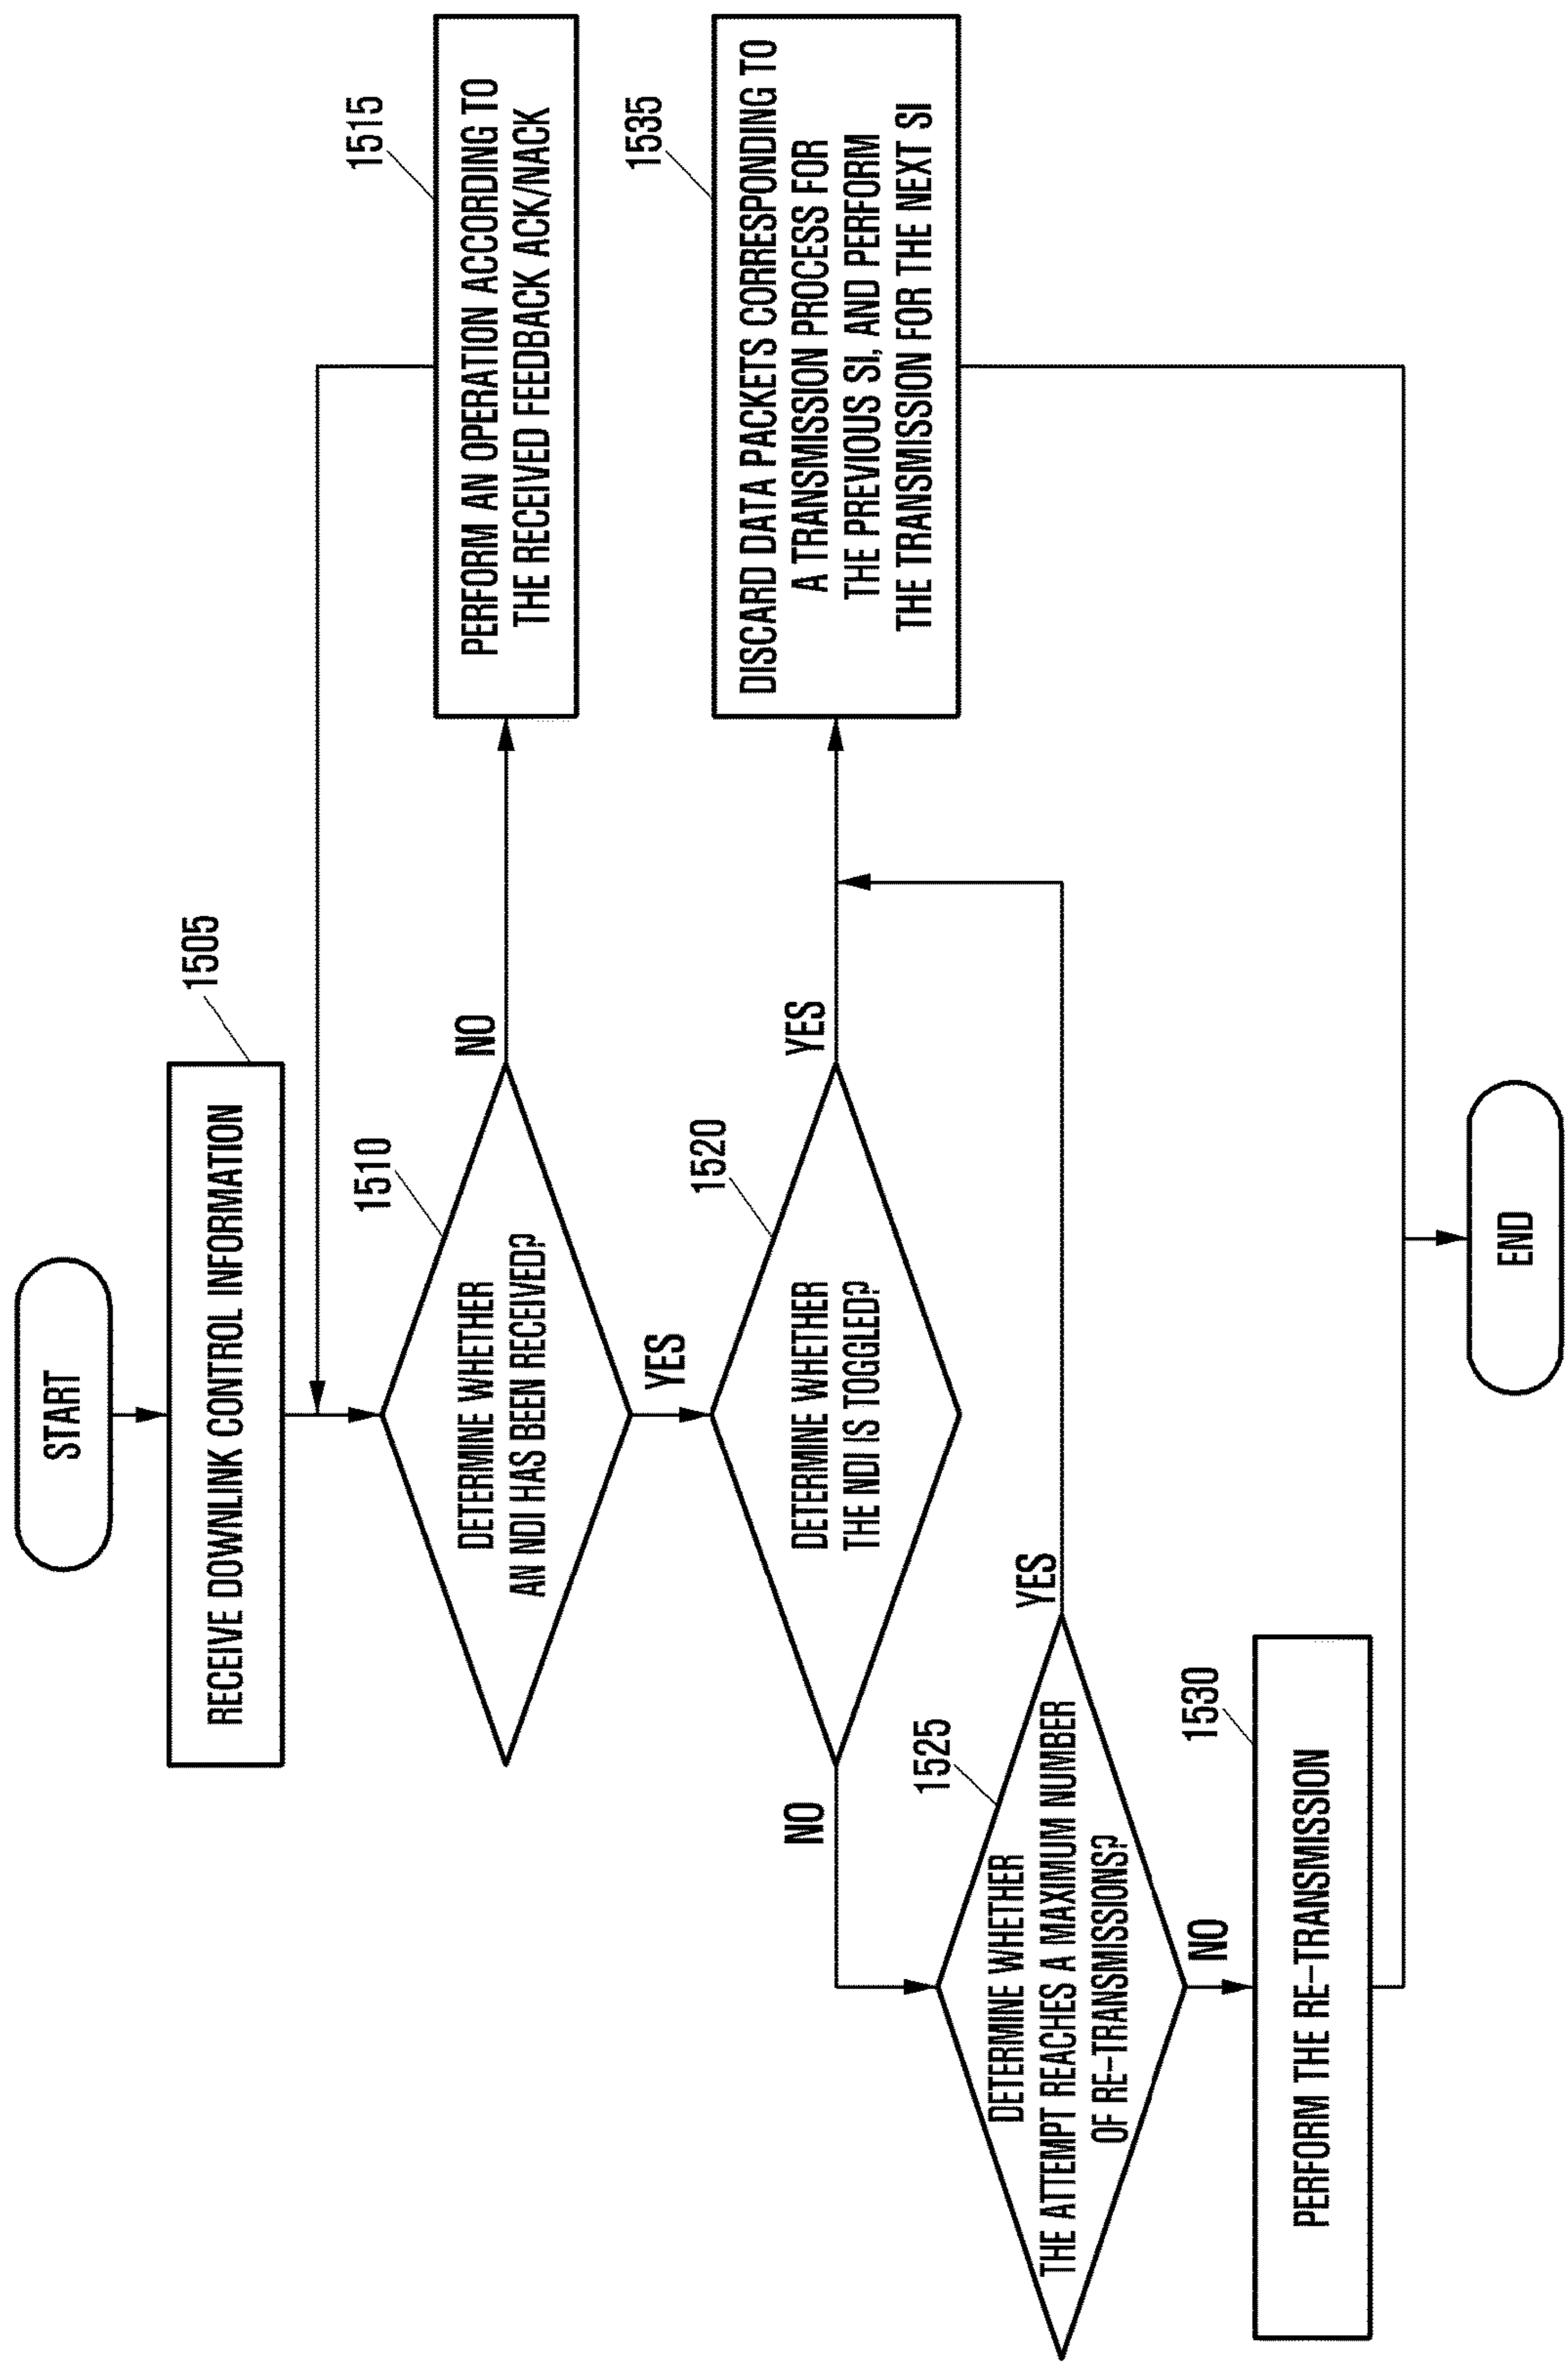 START
RECEIVE DOWNLINK CONTROL INFORMATION
1505
DETERMINE WHETHER
AN NDI HAS BEEN RECEIVED?
1510
NO
PERFORM AN OPERATION ACCORDING TO
THE RECEIVED FEEDBACK ACK/NACK
1515
YES
DETERMINE WHETHER
THE NDI IS TOGGLED?
1520
YES
DISCARD DATA PACKETS CORRESPONDING TO
A TRANSMISSION PROCESS FOR
THE PREVIOUS SI, AND PERFORM
THE TRANSMISSION FOR THE NEXT SI
1535
NO
DETERMINE WHETHER
THE ATTEMPT REACHES A MAXIMUM NUMBER
OF RE-TRANSMISSIONS?
1525
YES
NO
PERFORM THE RE-TRANSMISSION
1530
END